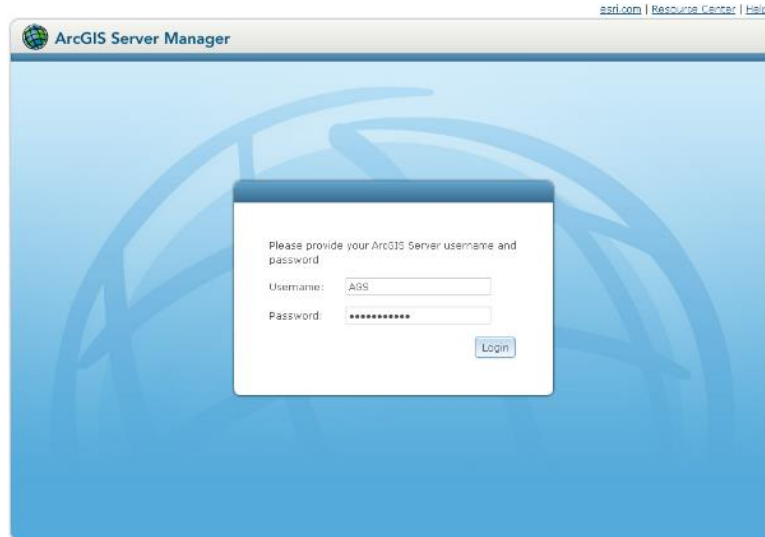 esri.com | Resource Center | Help
ArcGIS Server Manager
Please provide your ArcGIS Server username and
password
Username: AGS
Password: •••••••••••
Login